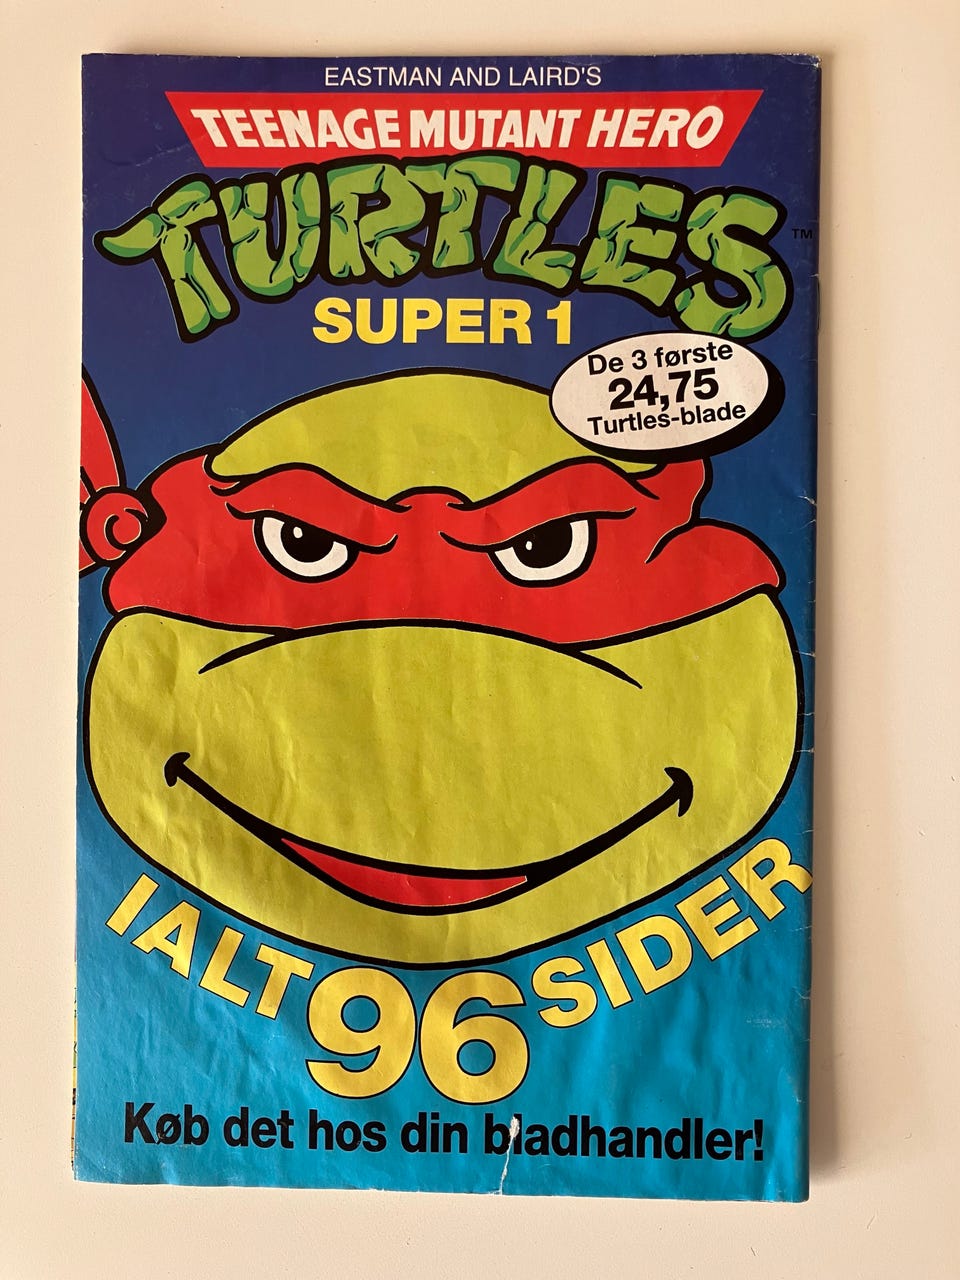 EASTMAN AND LAIRD'S
TEENAGE MUTANT HERO
TURTLES TM
SUPER 1
De 3 første
24,75
Turtles-blade
IALT 96 SIDER
Køb det hos din bladhandler!